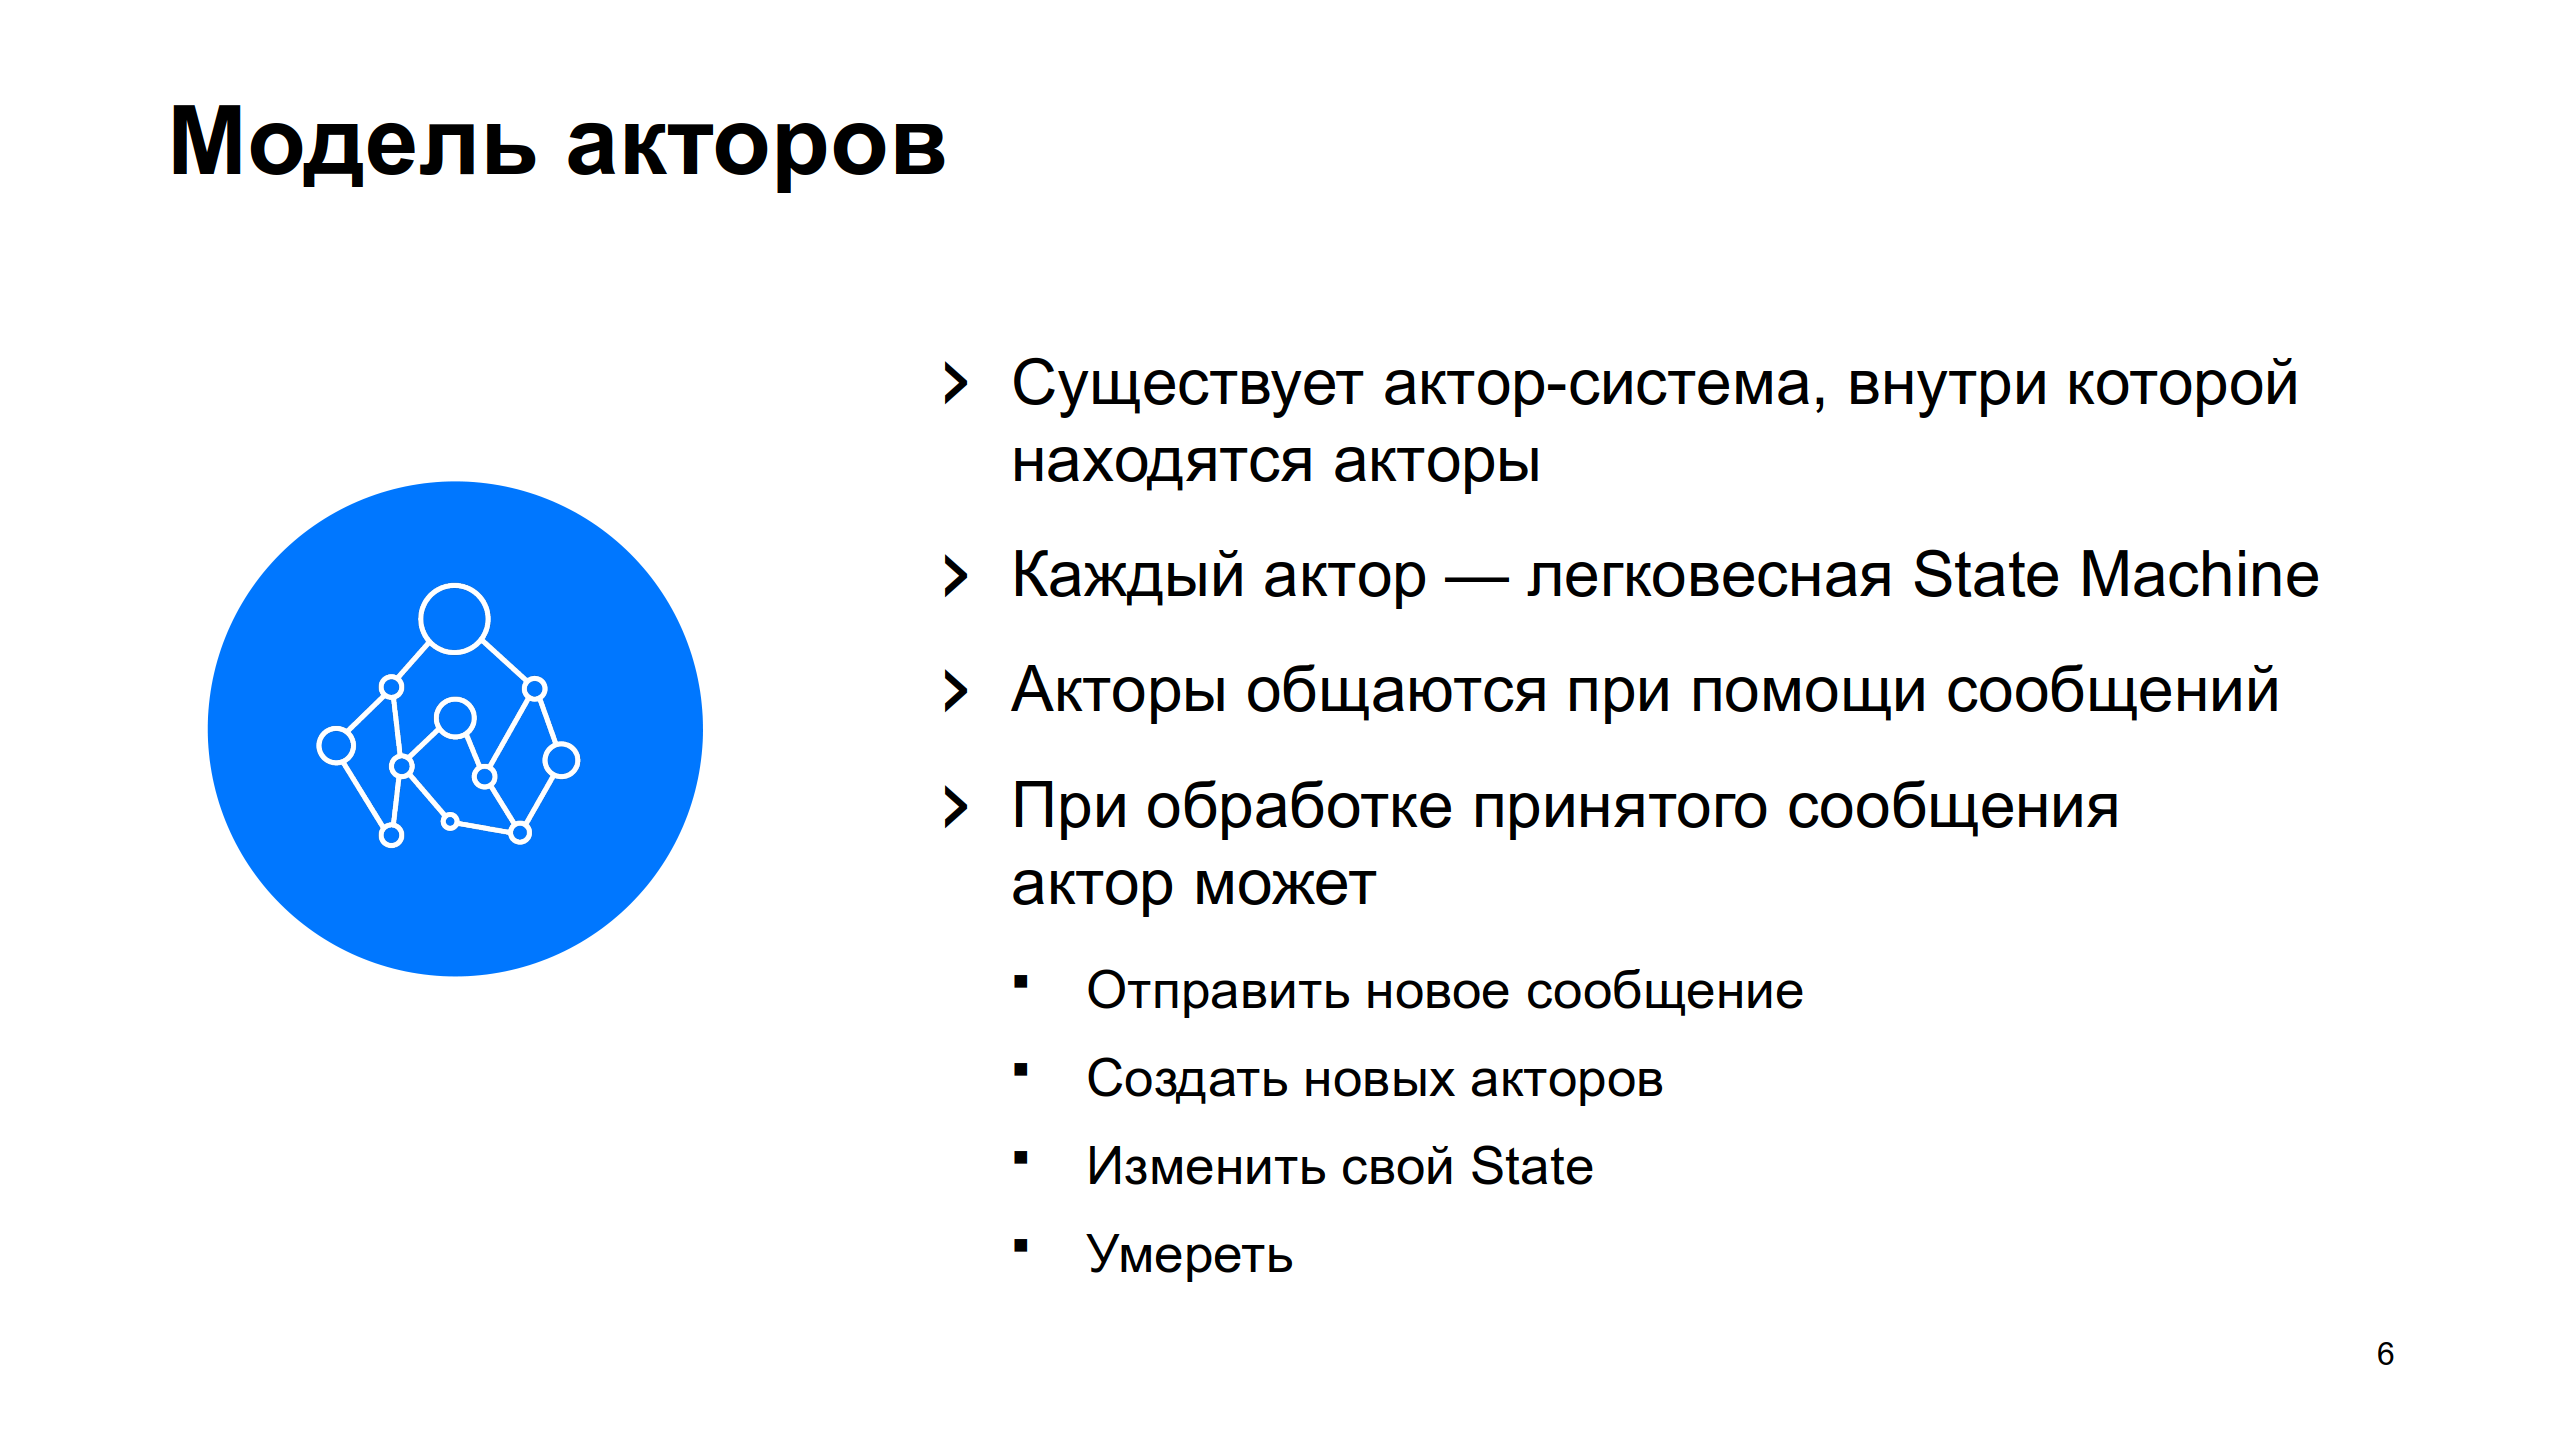 Модель акторов
› Существует актор-система, внутри которой
находятся акторы
› Каждый актор — легковесная State Machine
› Акторы общаются при помощи сообщений
› При обработке принятого сообщения
актор может
▪ Отправить новое сообщение
▪ Создать новых акторов
▪ Изменить свой State
▪ Умереть
6